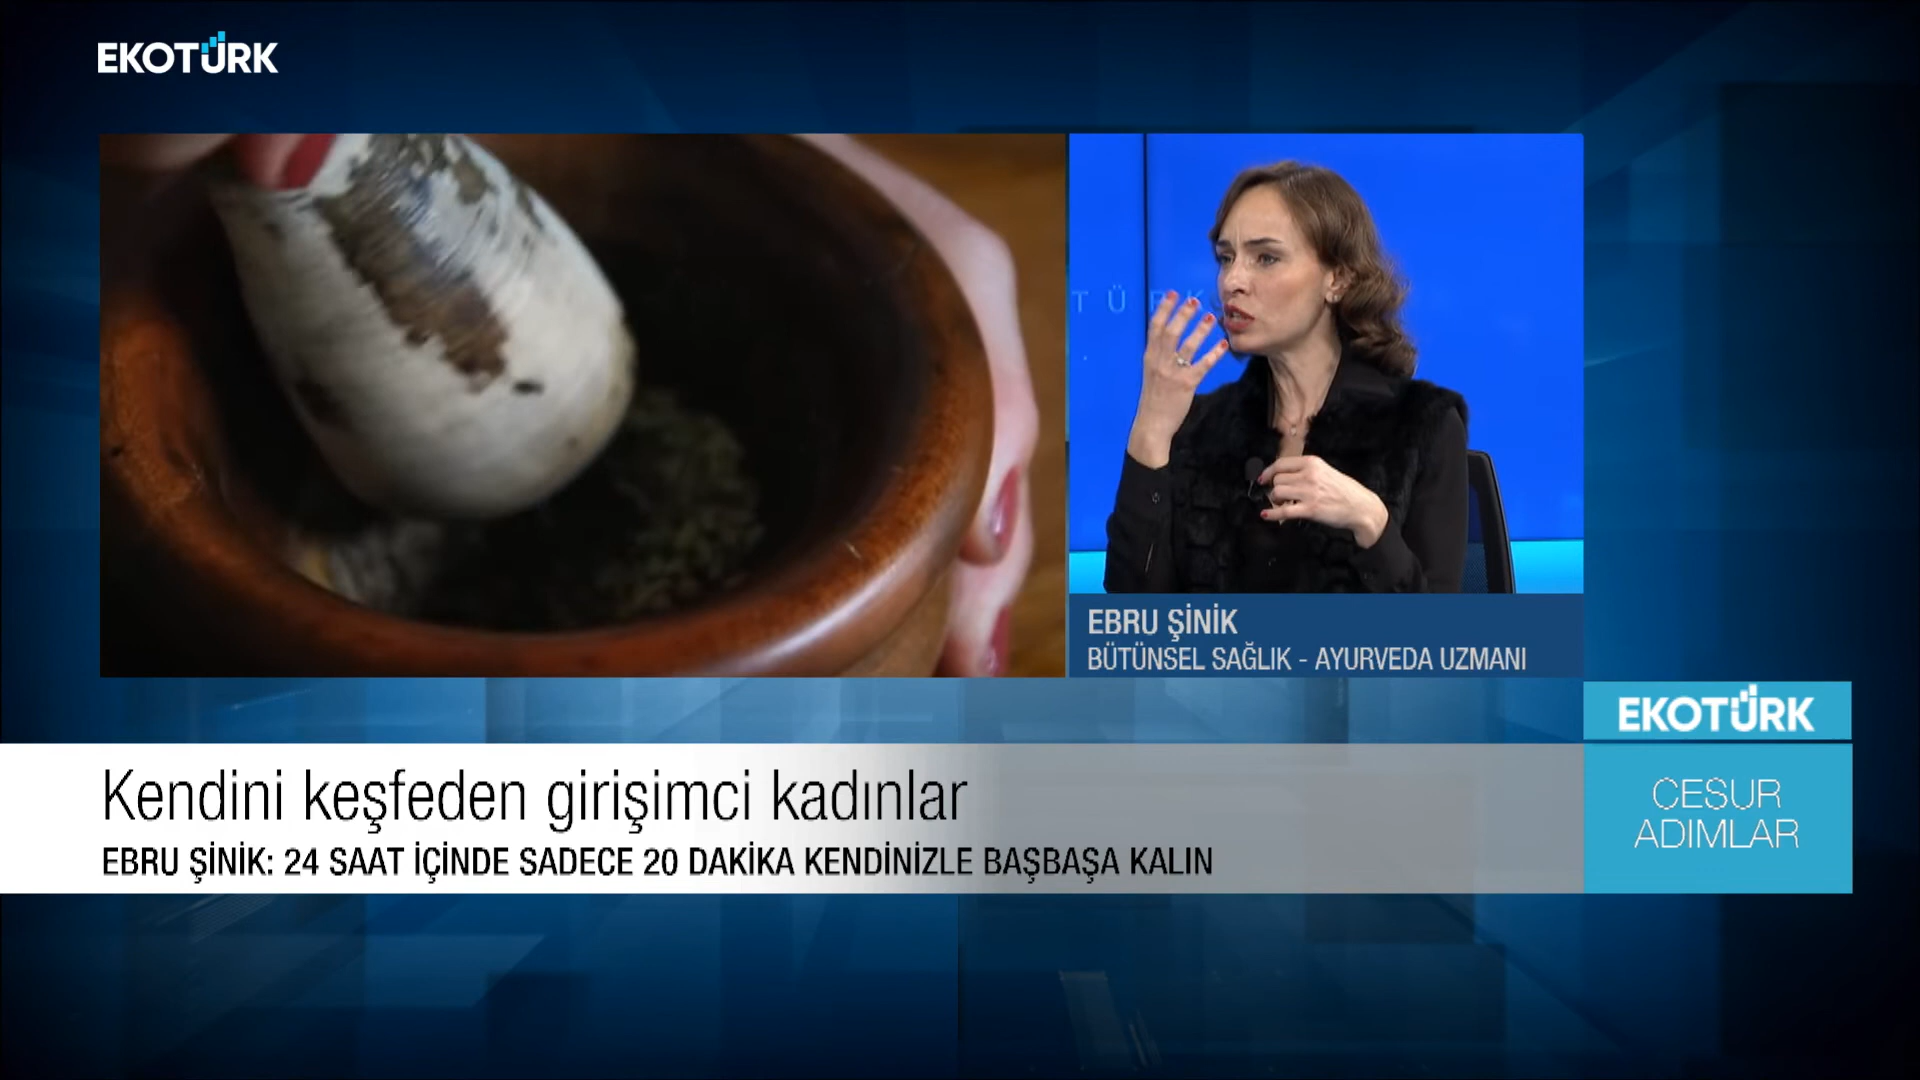 EKOTÜRK
TÜRK
EBRU ŞİNİK
BÜTÜNSEL SAĞLIK - AYURVEDA UZMANI
EKOTÜRK
Kendini keşfeden girişimci kadınlar
EBRU ŞİNİK: 24 SAAT İÇİNDE SADECE 20 DAKİKA KENDİNİZLE BAŞBAŞA KALIN
CESUR
ADIMLAR